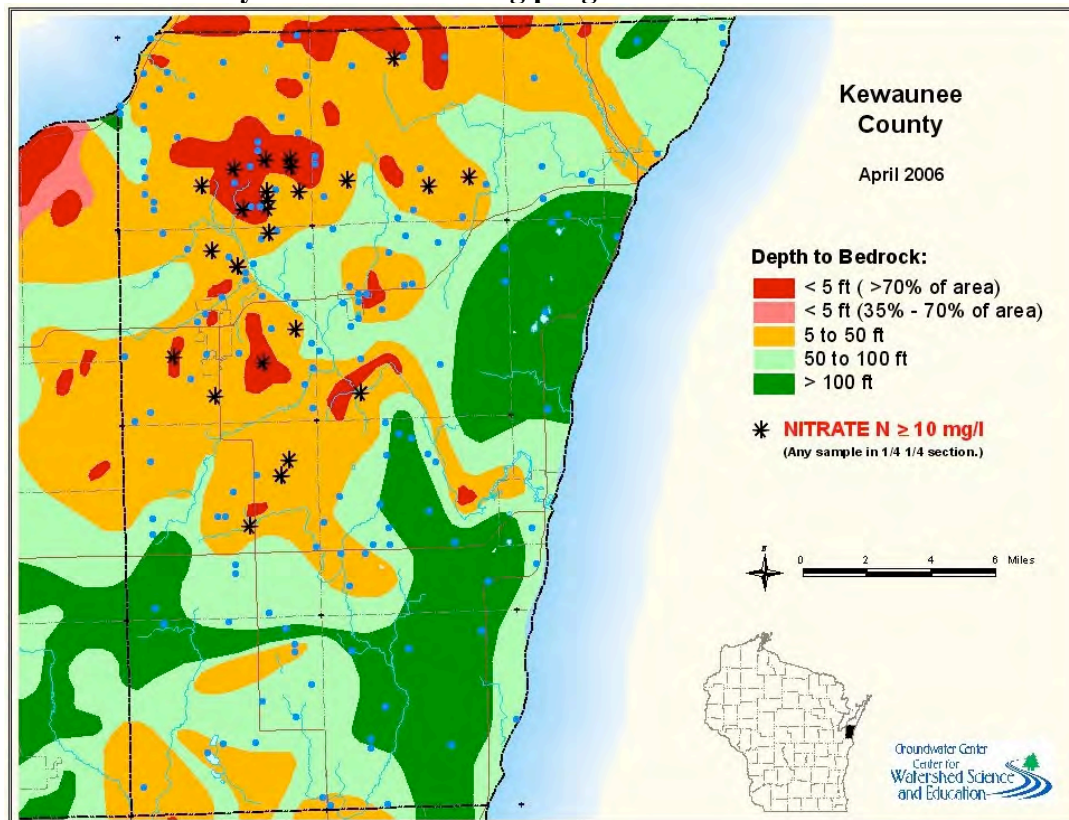 Kewaunee
County
April 2006
Depth to Bedrock:
< 5 ft ( >70% of area)
< 5 ft (35% - 70% of area)
5 to 50 ft
50 to 100 ft
> 100 ft
NITRATE N ≥ 10 mg/l
(Any sample in 1/4 1/4 section.)
0 2 4 6 Miles
Groundwater Center
Center for
Watershed Science
and Education